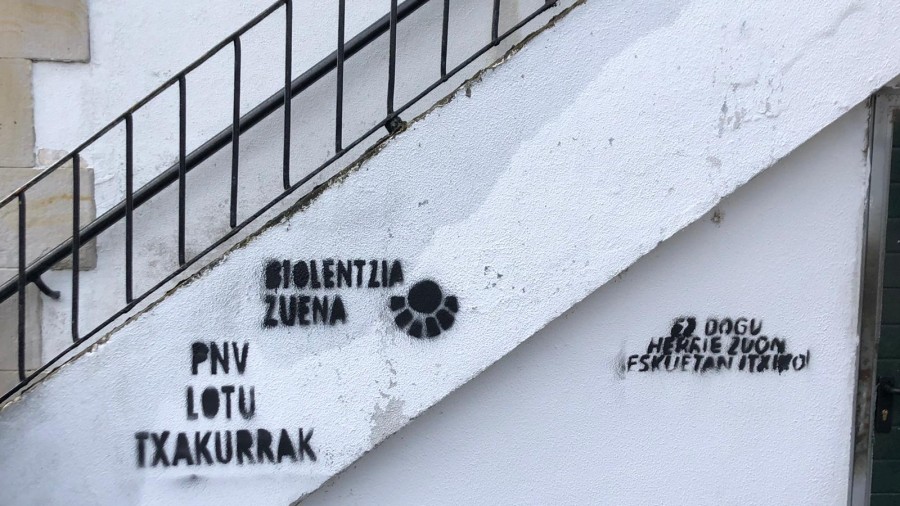 BIOLENTZIA
ZUENA
PNV
LOTU
TXAKURRAK
EZ DOGU
HERRIE ZUON
ESKUETAN ITXIKO!